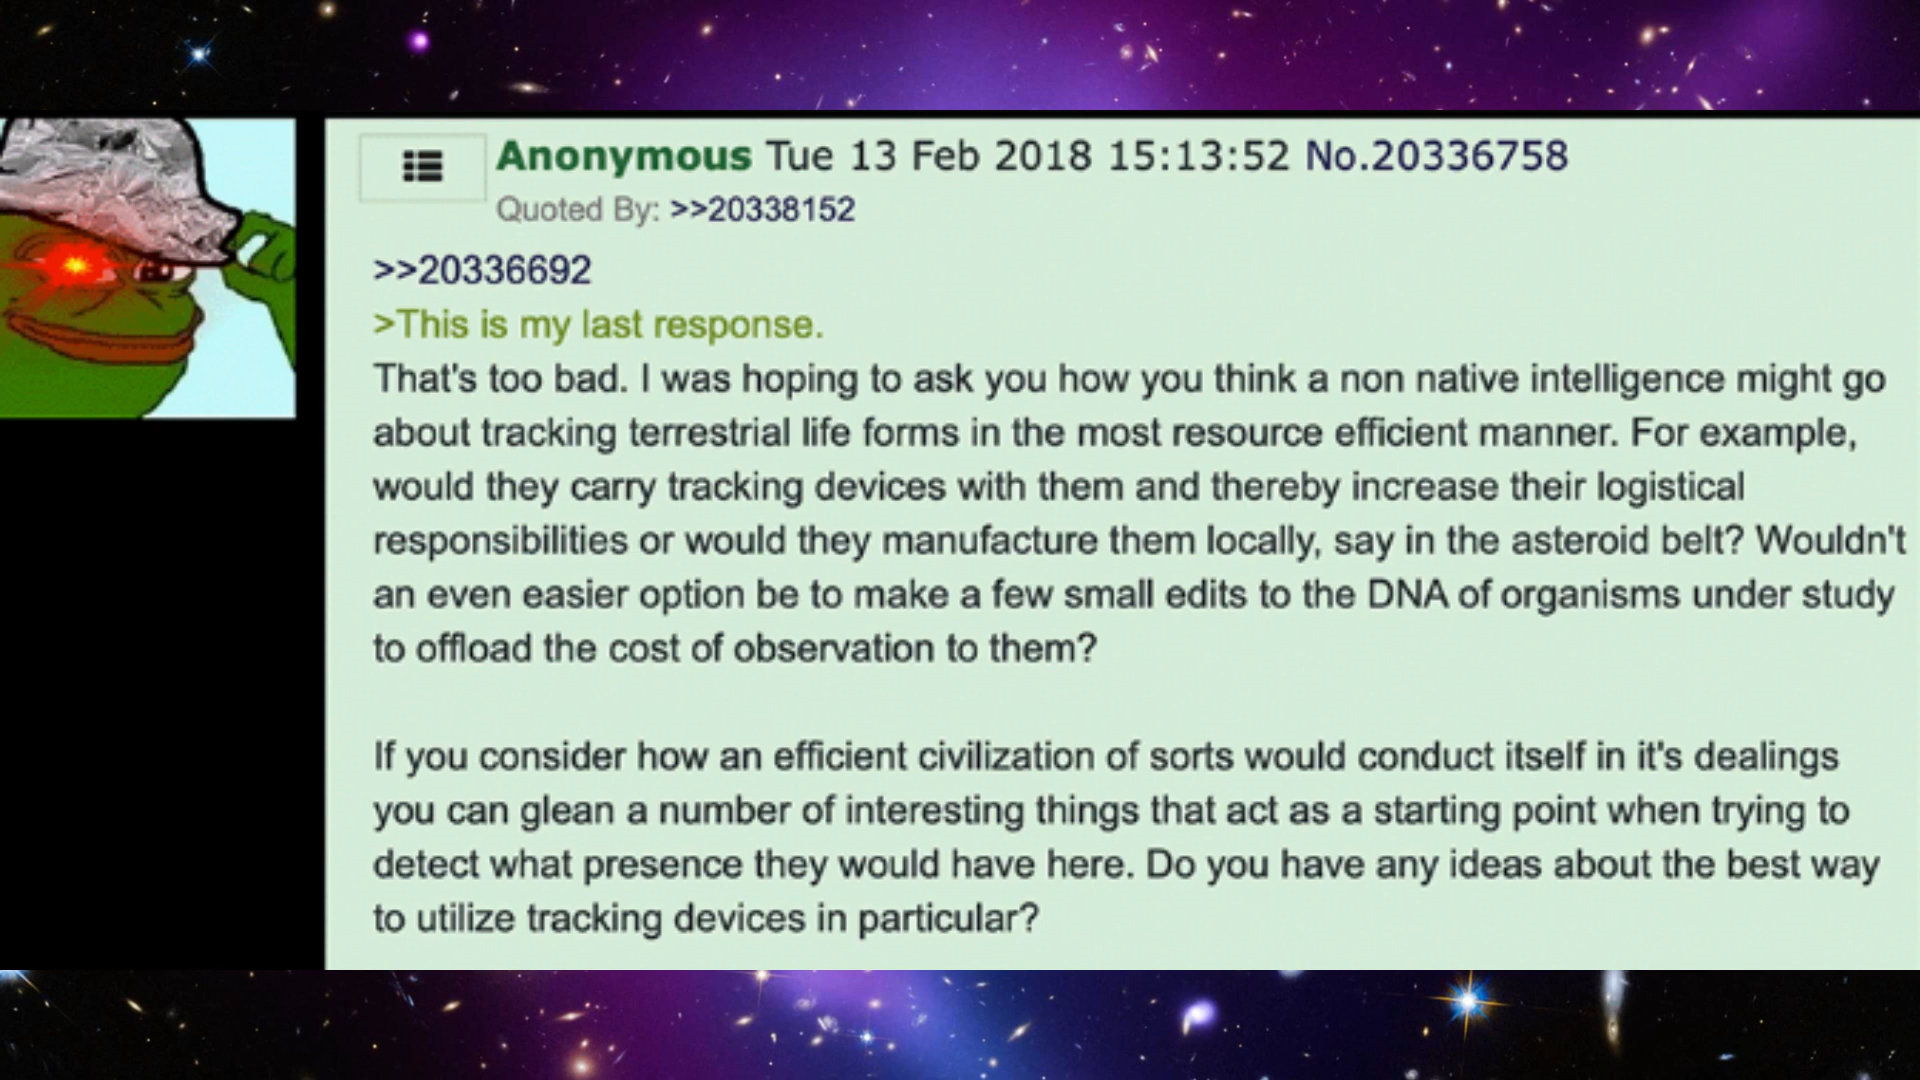 Anonymous Tue 13 Feb 2018 15:13:52 No.20336758
Quoted By: >>20338152
>>20336692
>This is my last response.
That's too bad. I was hoping to ask you how you think a non native intelligence might go
about tracking terrestrial life forms in the most resource efficient manner. For example,
would they carry tracking devices with them and thereby increase their logistical
responsibilities or would they manufacture them locally, say in the asteroid belt? Wouldn't
an even easier option be to make a few small edits to the DNA of organisms under study
to offload the cost of observation to them?
If you consider how an efficient civilization of sorts would conduct itself in it's dealings
you can glean a number of interesting things that act as a starting point when trying to
detect what presence they would have here. Do you have any ideas about the best way
to utilize tracking devices in particular?